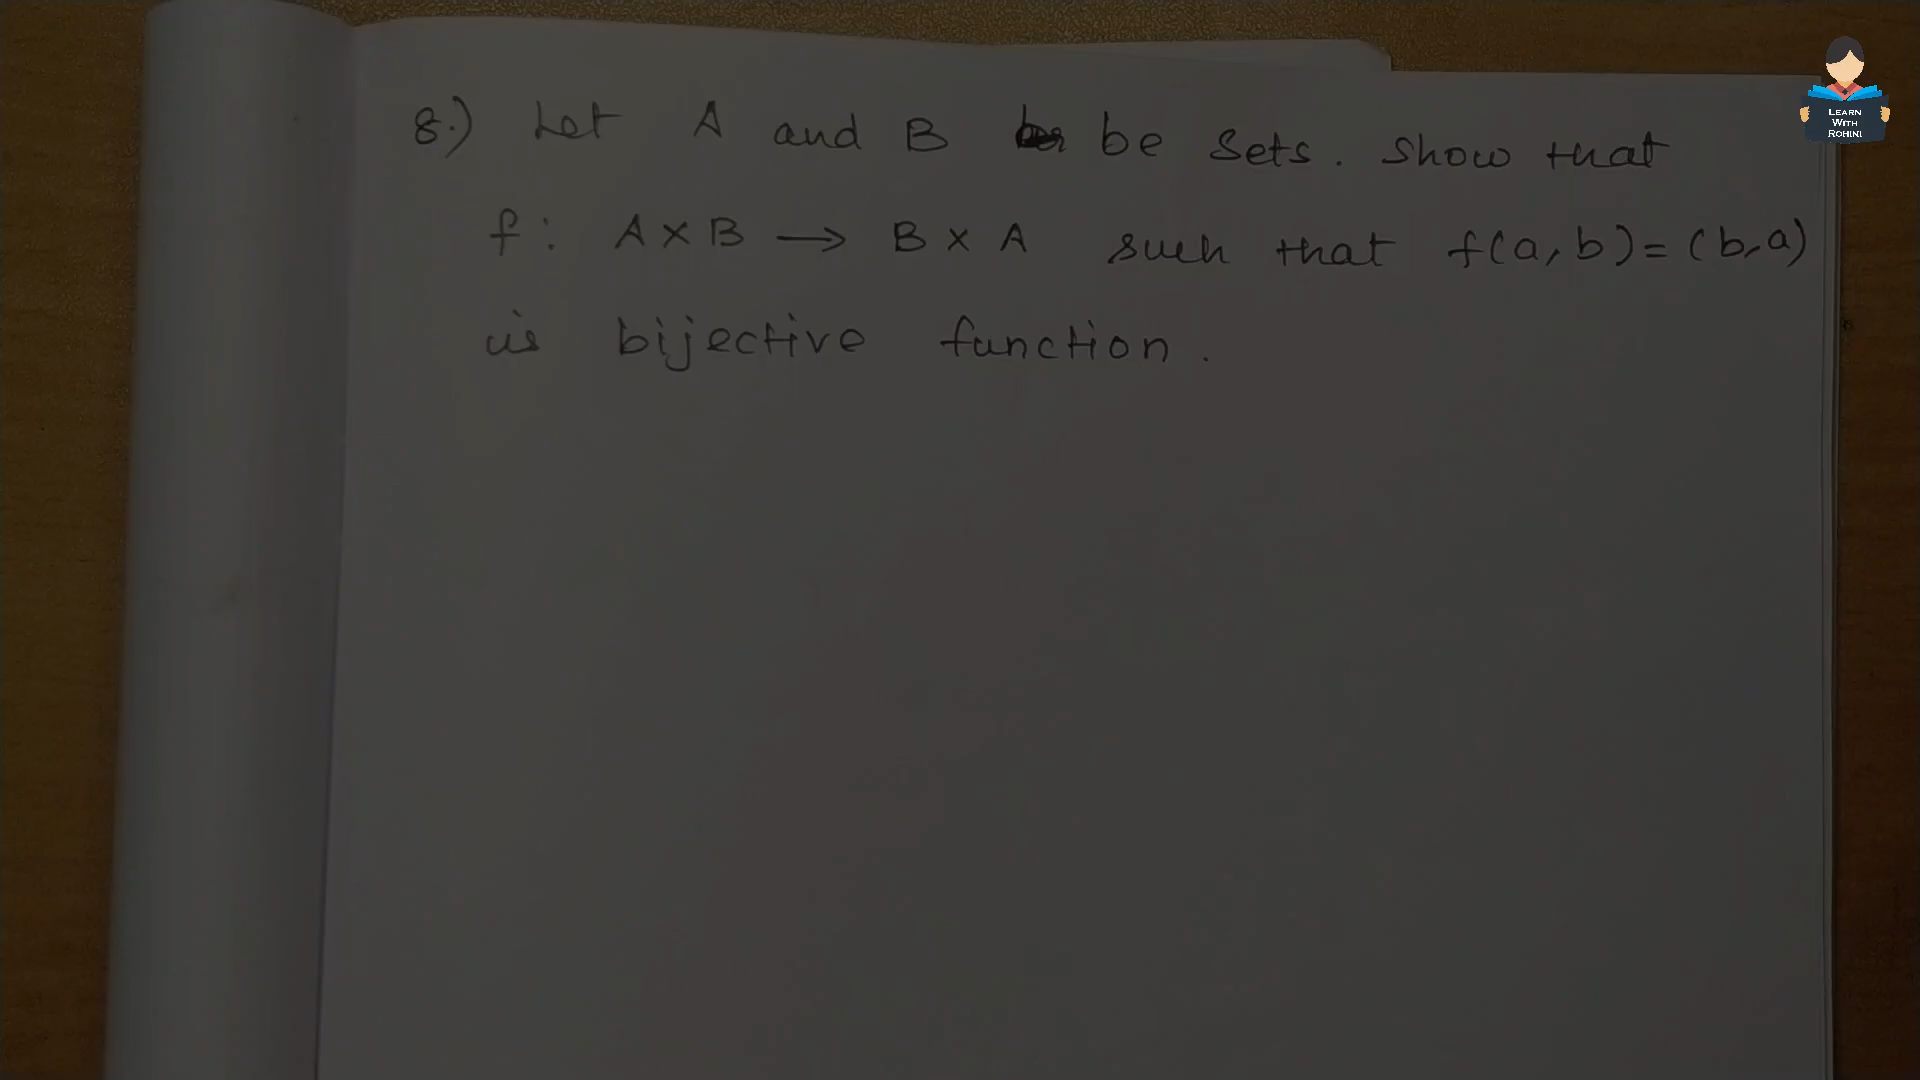 8.) Let A and B be sets. Show that
f: A × B → B × A such that f(a, b) = (b, a)
is bijective function.
LEARN
WITH
ROHINI